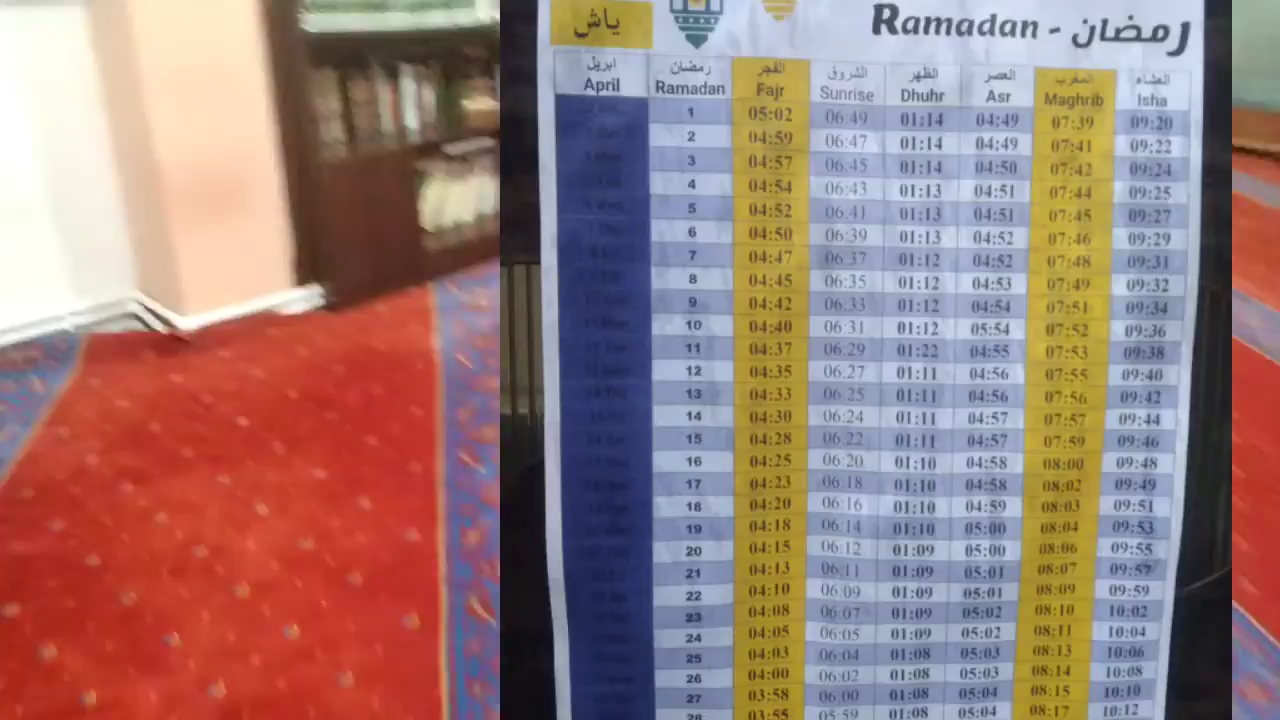 ياش
Ramadan - رمضان
ابريل رمضان الفجر الشروق الظهر العصر المغرب العشاء
April Ramadan Fajr Sunrise Dhuhr Asr Maghrib Isha
1 05:02 06:49 01:14 04:49 07:39 09:20
2 04:59 06:47 01:14 04:49 07:41 09:22
3 04:57 06:45 01:14 04:50 07:42 09:24
4 04:54 06:43 01:13 04:51 07:44 09:25
5 04:52 06:41 01:13 04:51 07:45 09:27
6 04:50 06:39 01:13 04:52 07:46 09:29
7 04:47 06:37 01:12 04:52 07:48 09:31
8 04:45 06:35 01:12 04:53 07:49 09:32
9 04:42 06:33 01:12 04:54 07:51 09:34
10 04:40 06:31 01:12 05:54 07:52 09:36
11 04:37 06:29 01:22 04:55 07:53 09:38
12 04:35 06:27 01:11 04:56 07:55 09:40
13 04:33 06:25 01:11 04:56 07:56 09:42
14 04:30 06:24 01:11 04:57 07:57 09:44
15 04:28 06:22 01:11 04:57 07:59 09:46
16 04:25 06:20 01:10 04:58 08:00 09:48
17 04:23 06:18 01:10 04:58 08:02 09:49
18 04:20 06:16 01:10 04:59 08:03 09:51
19 04:18 06:14 01:10 05:00 08:04 09:53
20 04:15 06:12 01:09 05:00 08:06 09:55
21 04:13 06:11 01:09 05:01 08:07 09:57
22 04:10 06:09 01:09 05:01 08:09 09:59
23 04:08 06:07 01:09 05:02 08:10 10:02
24 04:05 06:05 01:09 05:02 08:11 10:04
25 04:03 06:04 01:08 05:03 08:13 10:06
26 04:00 06:02 01:08 05:03 08:14 10:08
27 03:58 06:00 01:08 05:04 08:15 10:10
28 03:55 05:59 01:08 05:04 08:17 10:12